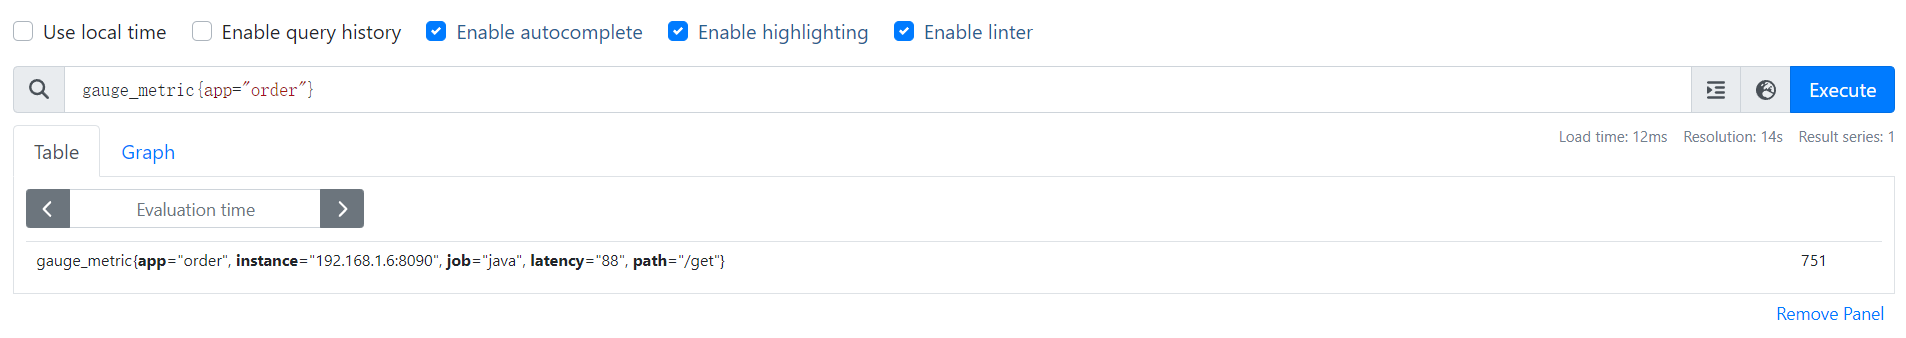 Use local time Enable query history Enable autocomplete Enable highlighting Enable linter
gauge_metric{app="order"} Execute
Load time: 12ms Resolution: 14s Result series: 1
Table Graph
Evaluation time
gauge_metric{app="order", instance="192.168.1.6:8090", job="java", latency="88", path="/get"} 751
Remove Panel